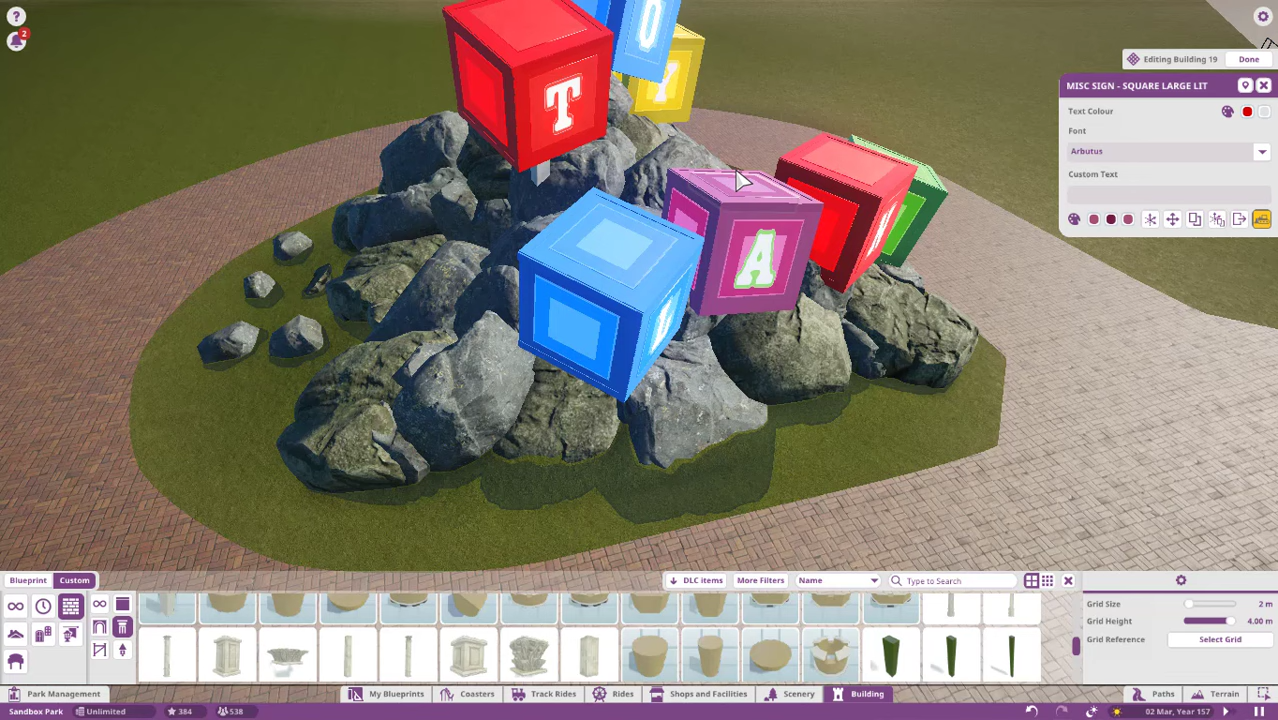 ?
2
T
O
Y
A
Editing Building 19
Done
MISC SIGN - SQUARE LARGE LIT
Text Colour
Font
Arbutus
Custom Text
Blueprint
Custom
DLC items
More Filters
Name
Type to Search
Grid Size
2 m
Grid Height
4.00 m
Grid Reference
Select Grid
Park Management
My Blueprints
Coasters
Track Rides
Rides
Shops and Facilities
Scenery
Building
Paths
Terrain
Sandbox Park
Unlimited
384
538
02 Mar, Year 157